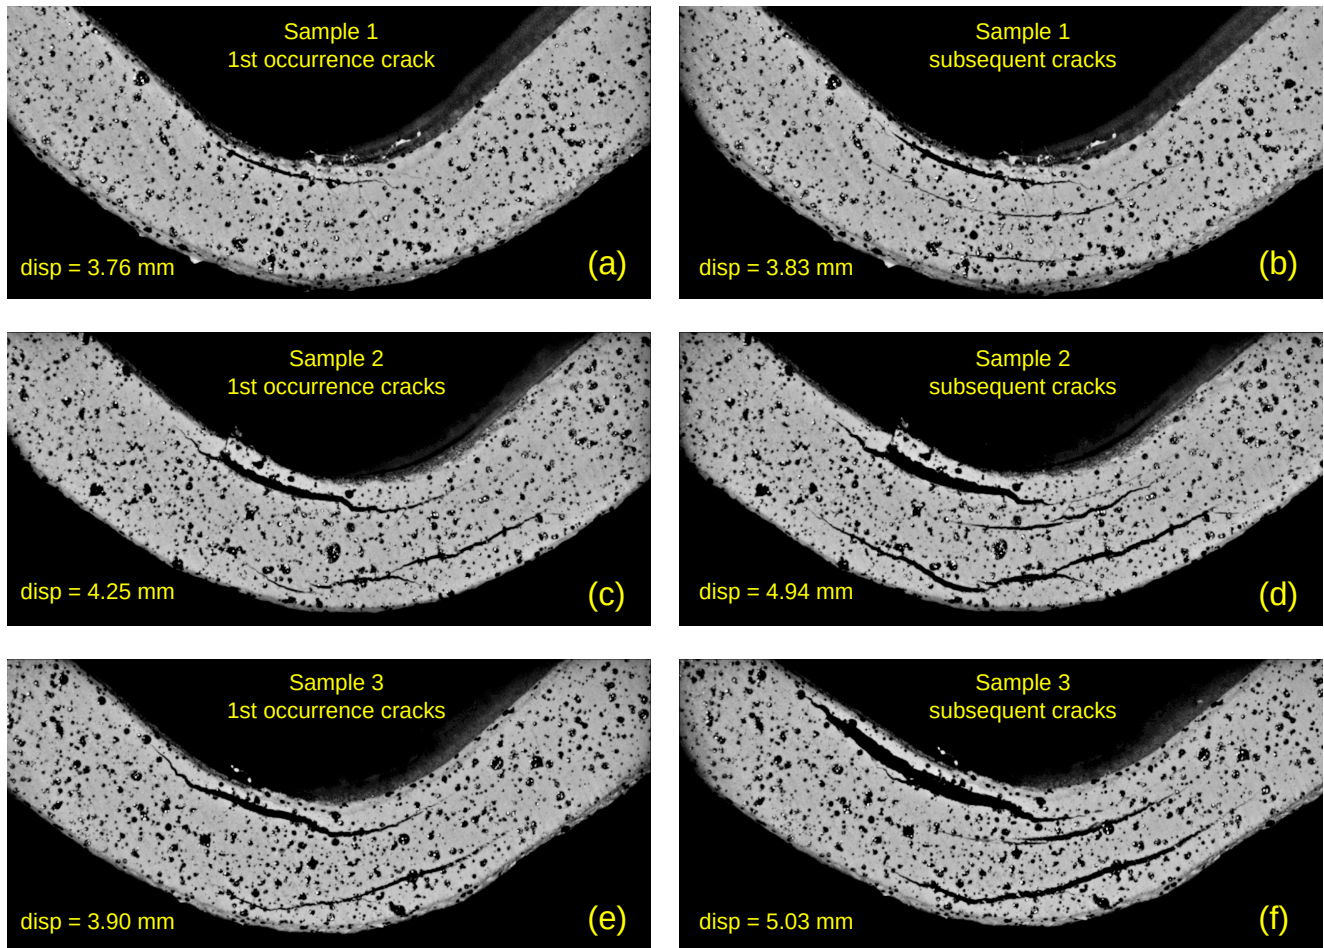 Sample 1
1st occurrence crack
disp = 3.76 mm
(a)
Sample 1
subsequent cracks
disp = 3.83 mm
(b)
Sample 2
1st occurrence cracks
disp = 4.25 mm
(c)
Sample 2
subsequent cracks
disp = 4.94 mm
(d)
Sample 3
1st occurrence cracks
disp = 3.90 mm
(e)
Sample 3
subsequent cracks
disp = 5.03 mm
(f)